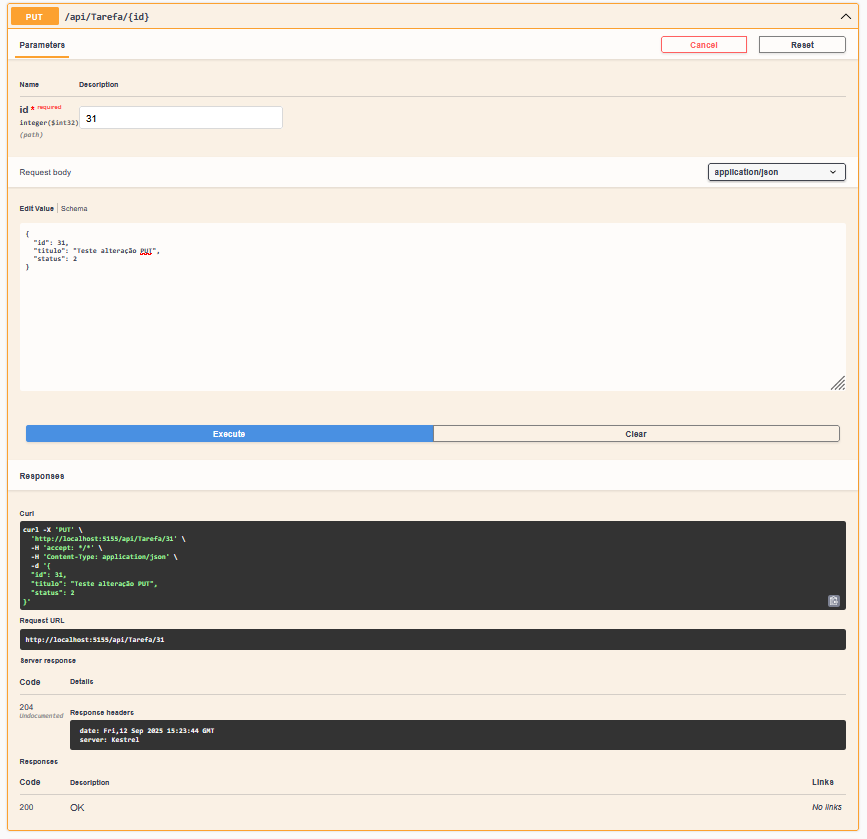 PUT /api/Tarefa/{id}
Parameters Cancel Reset
Name Description
id * required
integer($int32)
(path)
31
Request body application/json
Edit Value Schema
{
"id": 31,
"titulo": "Teste alteração PUT",
"status": 2
}
Execute Clear
Responses
Curl
curl -X 'PUT' \
'http://localhost:5155/api/Tarefa/31' \
-H 'accept: */*' \
-H 'Content-Type: application/json' \
-d '{
"id": 31,
"titulo": "Teste alteração PUT",
"status": 2
}'
Request URL
http://localhost:5155/api/Tarefa/31
Server response
Code Details
204
Undocumented
Response headers
date: Fri,12 Sep 2025 15:23:44 GMT
server: Kestrel
Responses
Code Description Links
200 OK No links